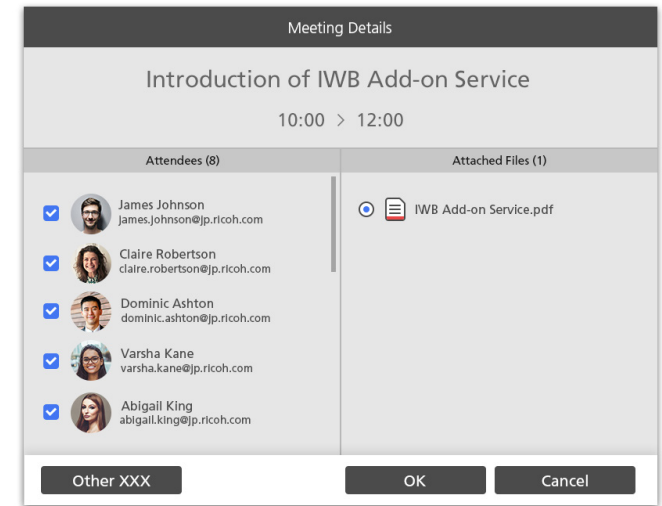 Meeting Details
Introduction of IWB Add-on Service
10:00 > 12:00
Attendees (8)
Attached Files (1)
James Johnson
james.johnson@jp.ricoh.com
Claire Robertson
claire.robertson@jp.ricoh.com
Dominic Ashton
dominic.ashton@jp.ricoh.com
Varsha Kane
varsha.kane@jp.ricoh.com
Abigail King
abigail.king@jp.ricoh.com
IWB Add-on Service.pdf
Other XXX
OK
Cancel